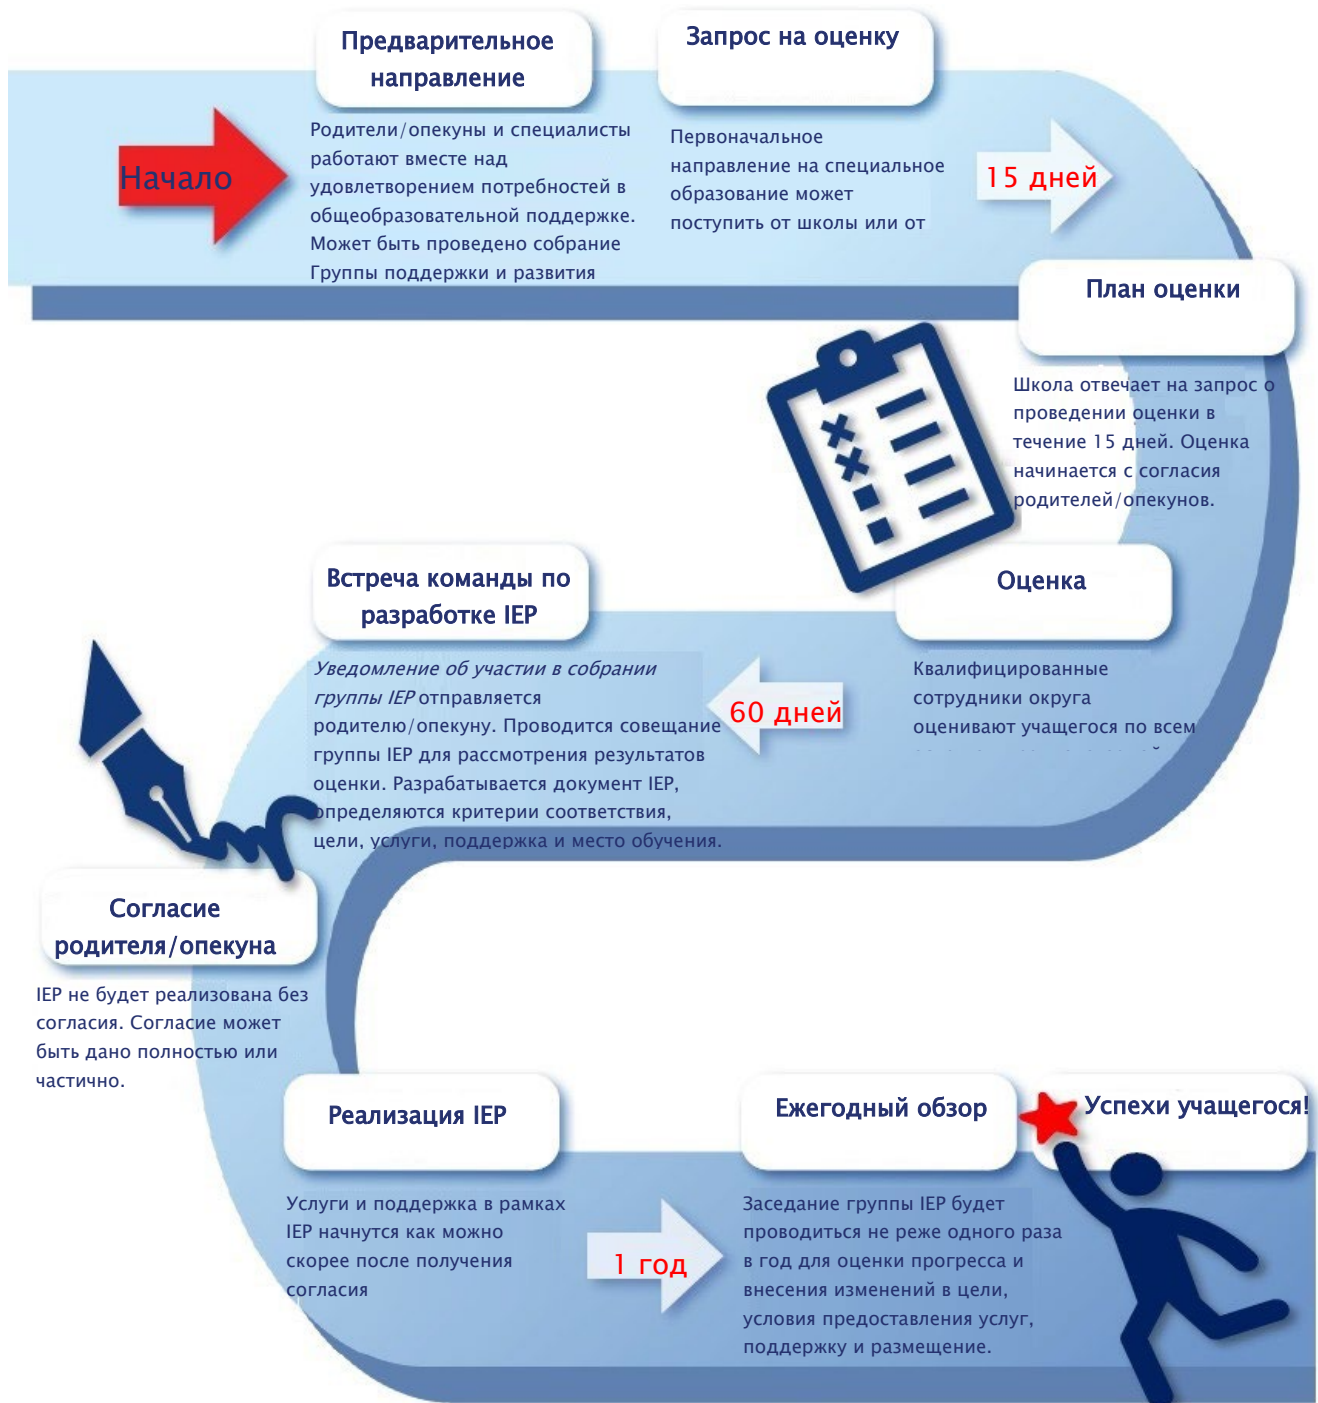 Начало
Предварительное
направление
Родители/опекуны и специалисты
работают вместе над
удовлетворением потребностей в
общеобразовательной поддержке.
Может быть проведено собрание
Группы поддержки и развития
Запрос на оценку
Первоначальное
направление на специальное
образование может
поступить от школы или от
15 дней
План оценки
Школа отвечает на запрос о
проведении оценки в
течение 15 дней. Оценка
начинается с согласия
родителей/опекунов.
Оценка
Квалифицированные
сотрудники округа
оценивают учащегося по всем
60 дней
Встреча команды по
разработке IEP
Уведомление об участии в собрании
группы IEP отправляется
родителю/опекуну. Проводится совещание
группы IEP для рассмотрения результатов
оценки. Разрабатывается документ IEP,
определяются критерии соответствия,
цели, услуги, поддержка и место обучения.
Согласие
родителя/опекуна
IEP не будет реализована без
согласия. Согласие может
быть дано полностью или
частично.
Реализация IEP
Услуги и поддержка в рамках
IEP начнутся как можно
скорее после получения
согласия
1 год
Ежегодный обзор
Заседание группы IEP будет
проводиться не реже одного раза
в год для оценки прогресса и
внесения изменений в цели,
условия предоставления услуг,
поддержку и размещение.
Успехи учащегося!